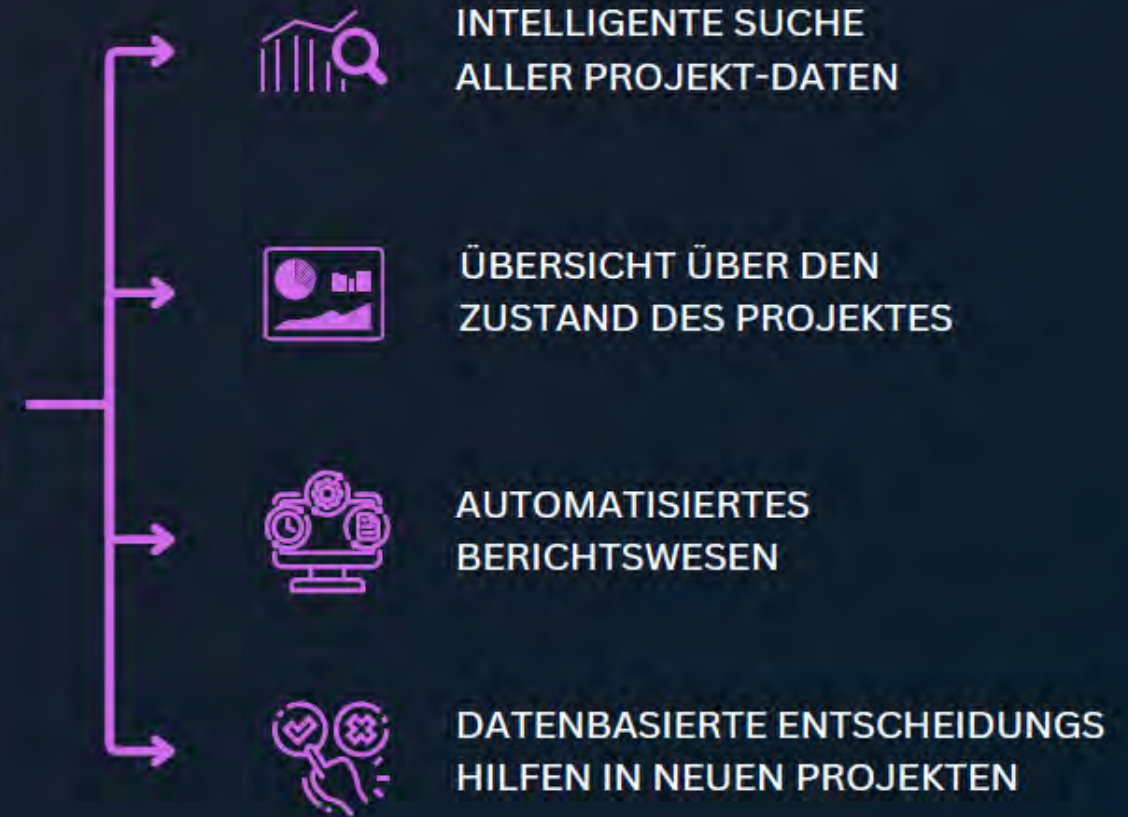 INTELLIGENTE SUCHE
ALLER PROJEKT-DATEN
ÜBERSICHT ÜBER DEN
ZUSTAND DES PROJEKTES
AUTOMATISIERTES
BERICHTSWESEN
DATENBASIERTE ENTSCHEIDUNGS
HILFEN IN NEUEN PROJEKTEN